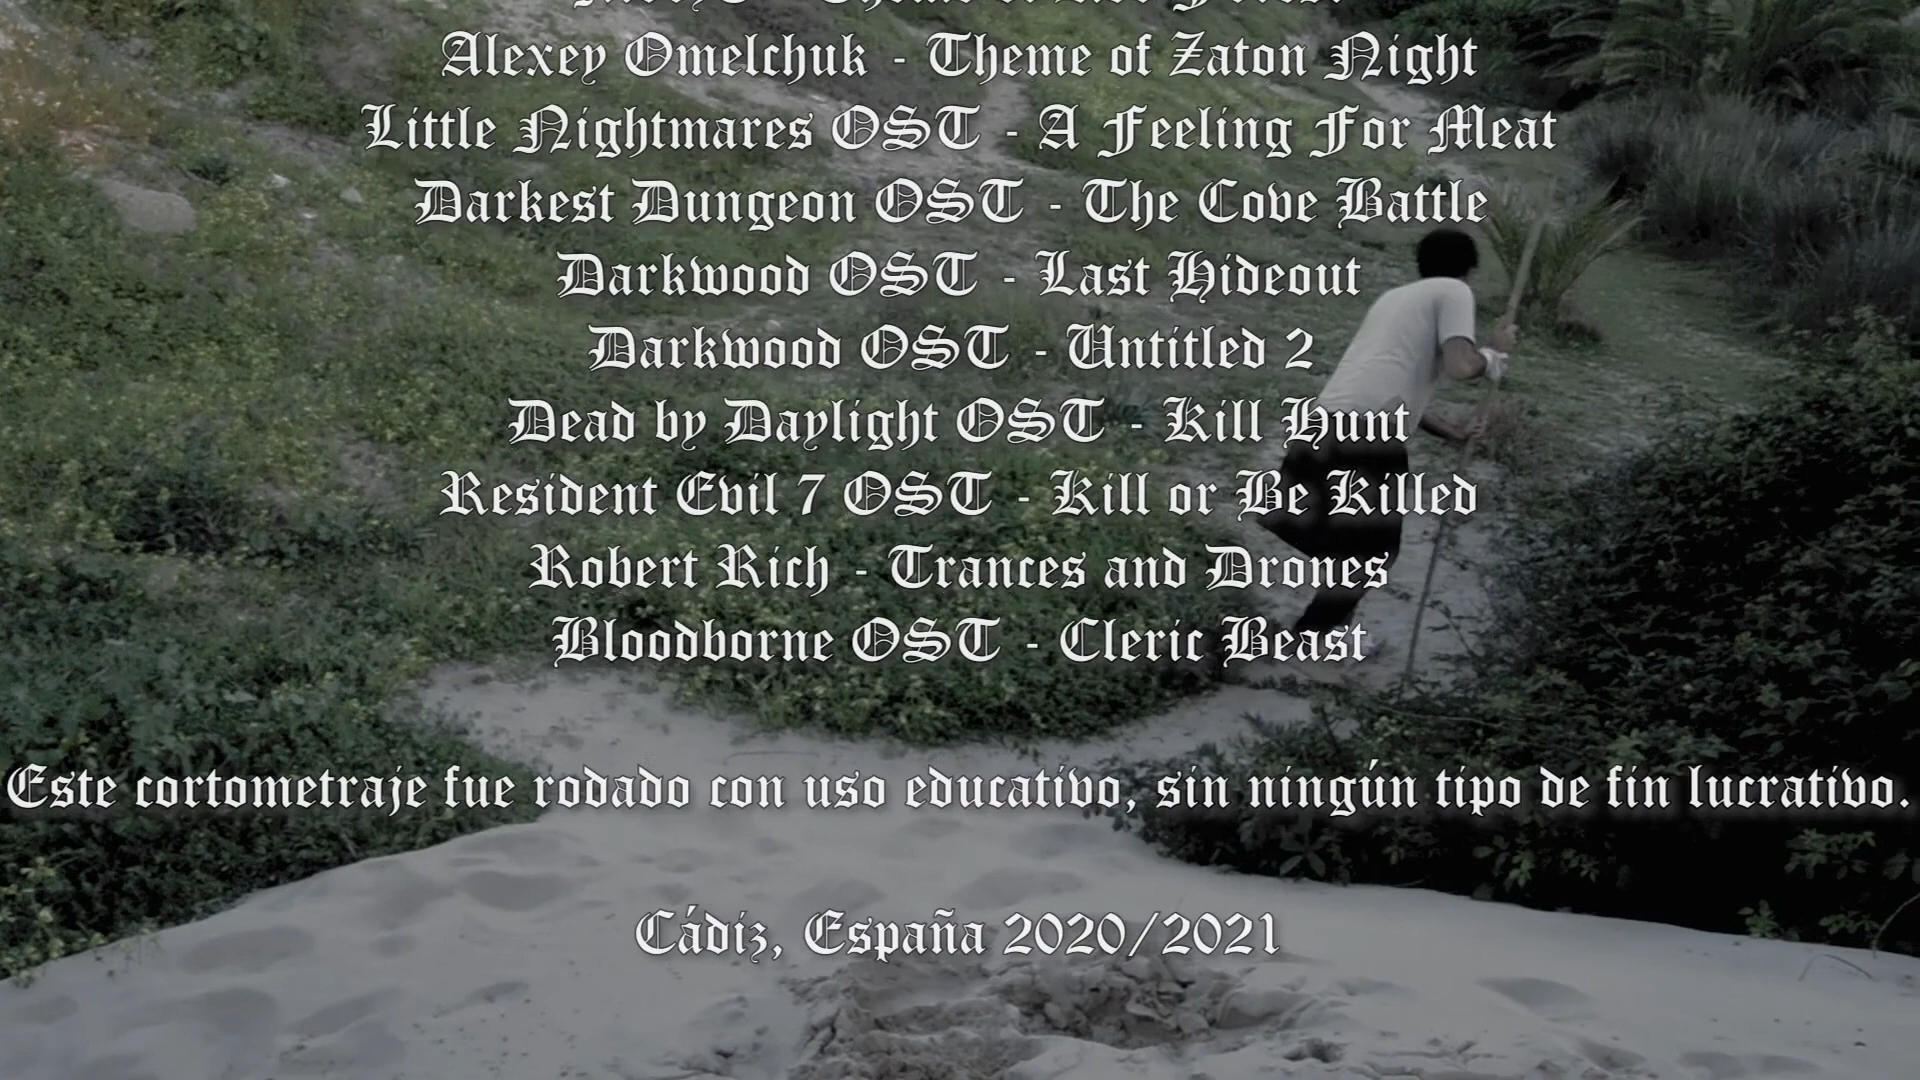 Alexey Omelchuk - Theme of Zaton Night
Little Nightmares OST - A Feeling For Meat
Darkest Dungeon OST - The Cove Battle
Darkwood OST - Last Hideout
Darkwood OST - Untitled 2
Dead by Daylight OST - Kill Hunt
Resident Evil 7 OST - Kill or Be Killed
Robert Rich - Trances and Drones
Bloodborne OST - Cleric Beast
Este cortometraje fue rodado con uso educativo, sin ningún tipo de fin lucrativo.
Cádiz, España 2020/2021